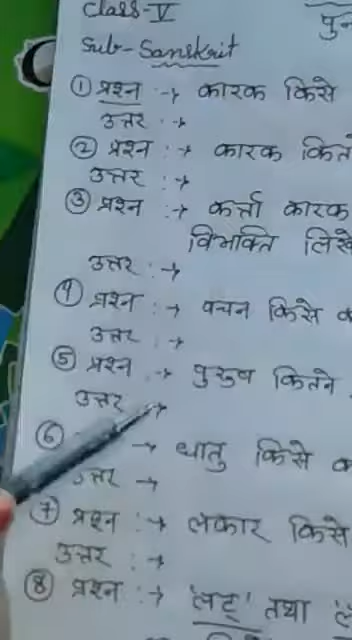 Class-V
पुन
Sub-Sanskrit
① प्रश्न :→ कारक किसे
उत्तर :→
② प्रश्न :→ कारक कित
उत्तर :→
③ प्रश्न :→ कर्त्ता कारक
विभक्ति लिखे
उत्तर :→
④ प्रश्न :→ वचन किसे क
उत्तर :→
⑤ प्रश्न :→ पुरुष कितने
उत्तर →
⑥ → धातु किसे क
उत्तर →
⑦ प्रश्न :→ लकार किसे
उत्तर :→
⑧ प्रश्न :→ 'लट्' तथा